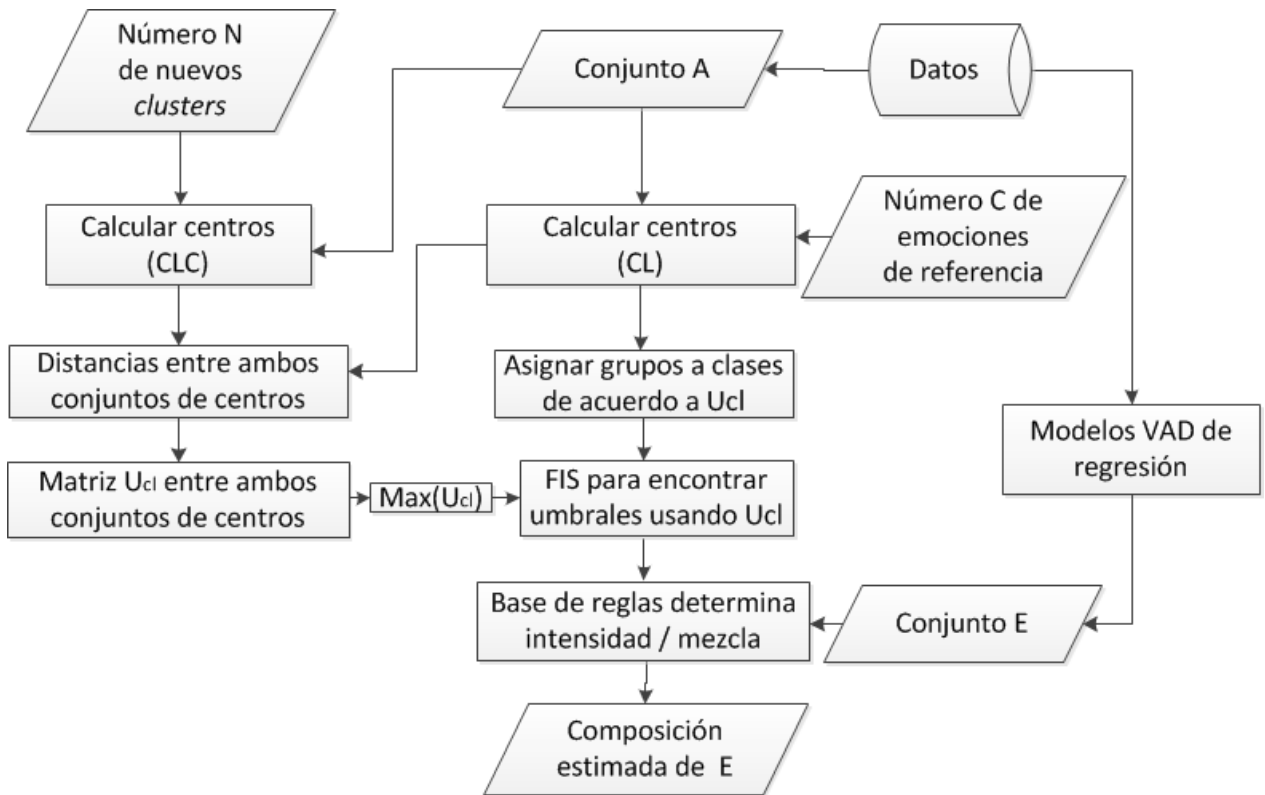 Número N
de nuevos
clusters
Conjunto A
Datos
Calcular centros
(CLC)
Calcular centros
(CL)
Número C de
emociones
de referencia
Distancias entre ambos
conjuntos de centros
Asignar grupos a clases
de acuerdo a Ucl
Modelos VAD de
regresión
Matriz Ucl entre ambos
conjuntos de centros
Max(Ucl)
FIS para encontrar
umbrales usando Ucl
Base de reglas determina
intensidad / mezcla
Conjunto E
Composición
estimada de E